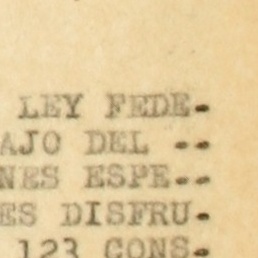 LEY FEDE-
AJO DEL --
NES ESPE--
ES DISFRU-
123 CONS-